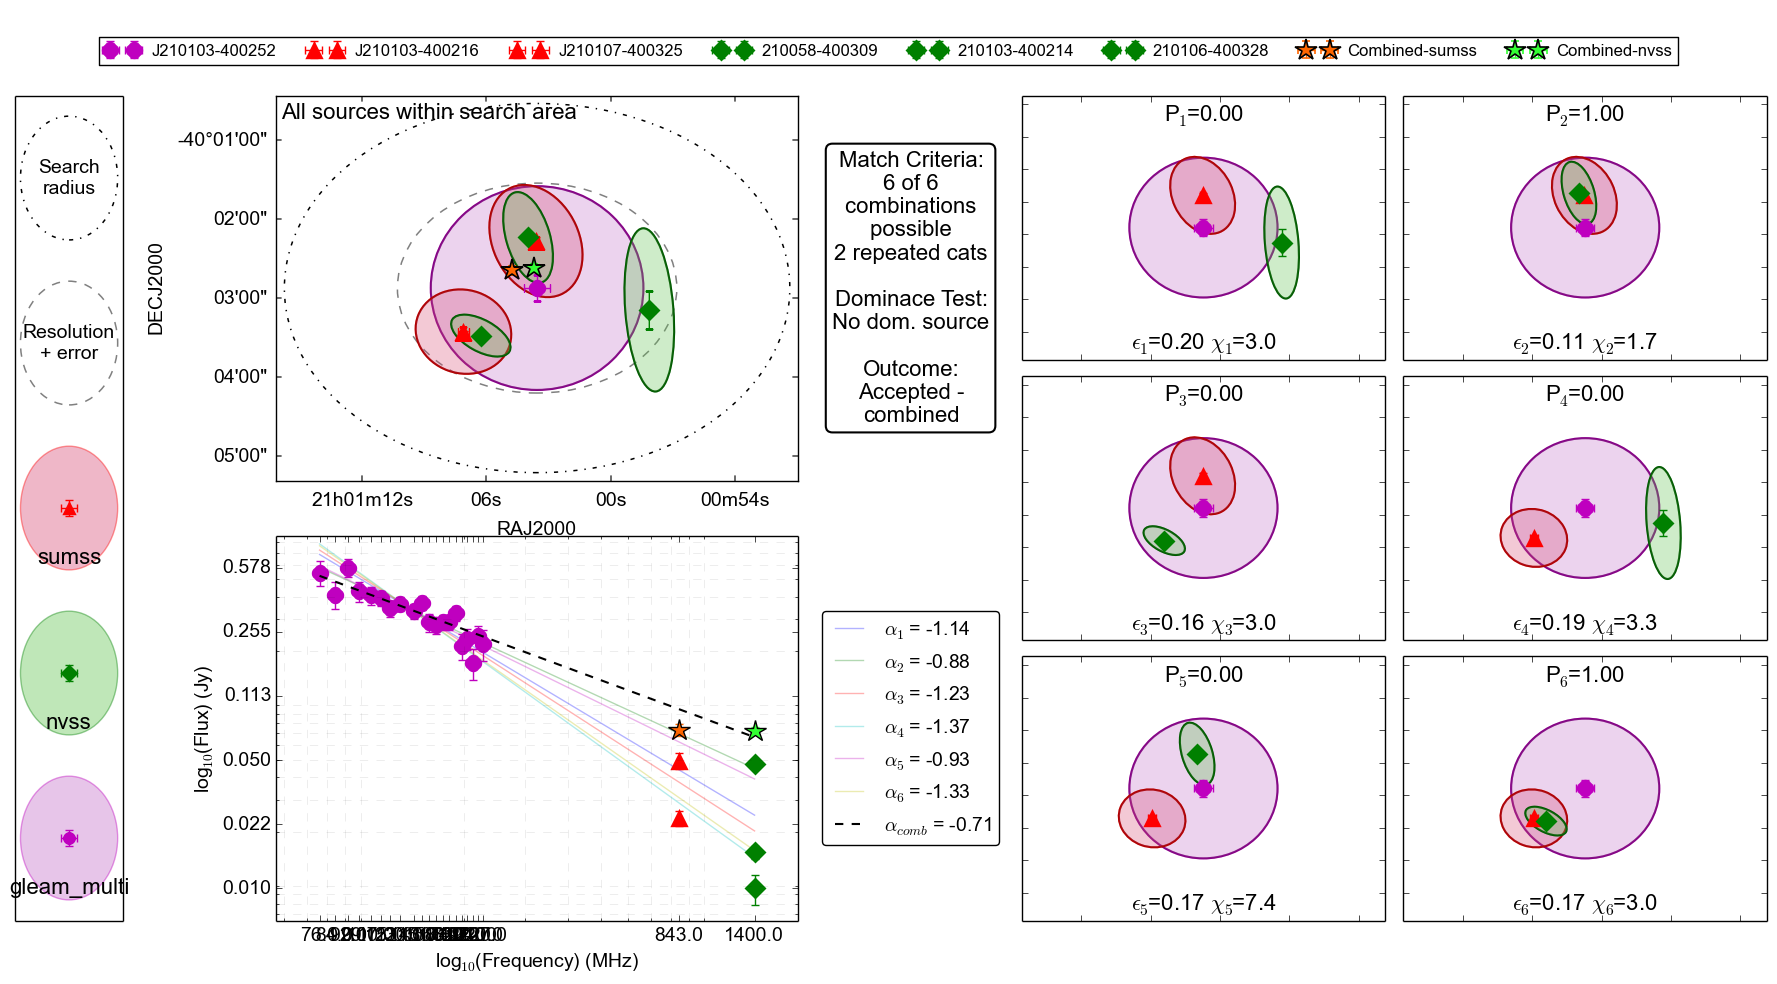 J210103-400252 J210103-400216 J210107-400325 210058-400309 210103-400214 210106-400328 Combined-sumss Combined-nvss
Search
radius
Resolution
+ error
sumss
nvss
gleam_multi
All sources within search area
DECJ2000
-40°01'00"
02'00"
03'00"
04'00"
05'00"
21h01m12s 06s 00s 00m54s
RAJ2000
Match Criteria:
6 of 6
combinations
possible
2 repeated cats
Dominace Test:
No dom. source
Outcome:
Accepted -
combined
log10(Flux) (Jy)
0.578
0.255
0.113
0.050
0.022
0.010
843.0 1400.0
log10(Frequency) (MHz)
α1 = -1.14
α2 = -0.88
α3 = -1.23
α4 = -1.37
α5 = -0.93
α6 = -1.33
αcomb = -0.71
P1=0.00
ϵ1=0.20 χ1=3.0
P2=1.00
ϵ2=0.11 χ2=1.7
P3=0.00
ϵ3=0.16 χ3=3.0
P4=0.00
ϵ4=0.19 χ4=3.3
P5=0.00
ϵ5=0.17 χ5=7.4
P6=1.00
ϵ6=0.17 χ6=3.0